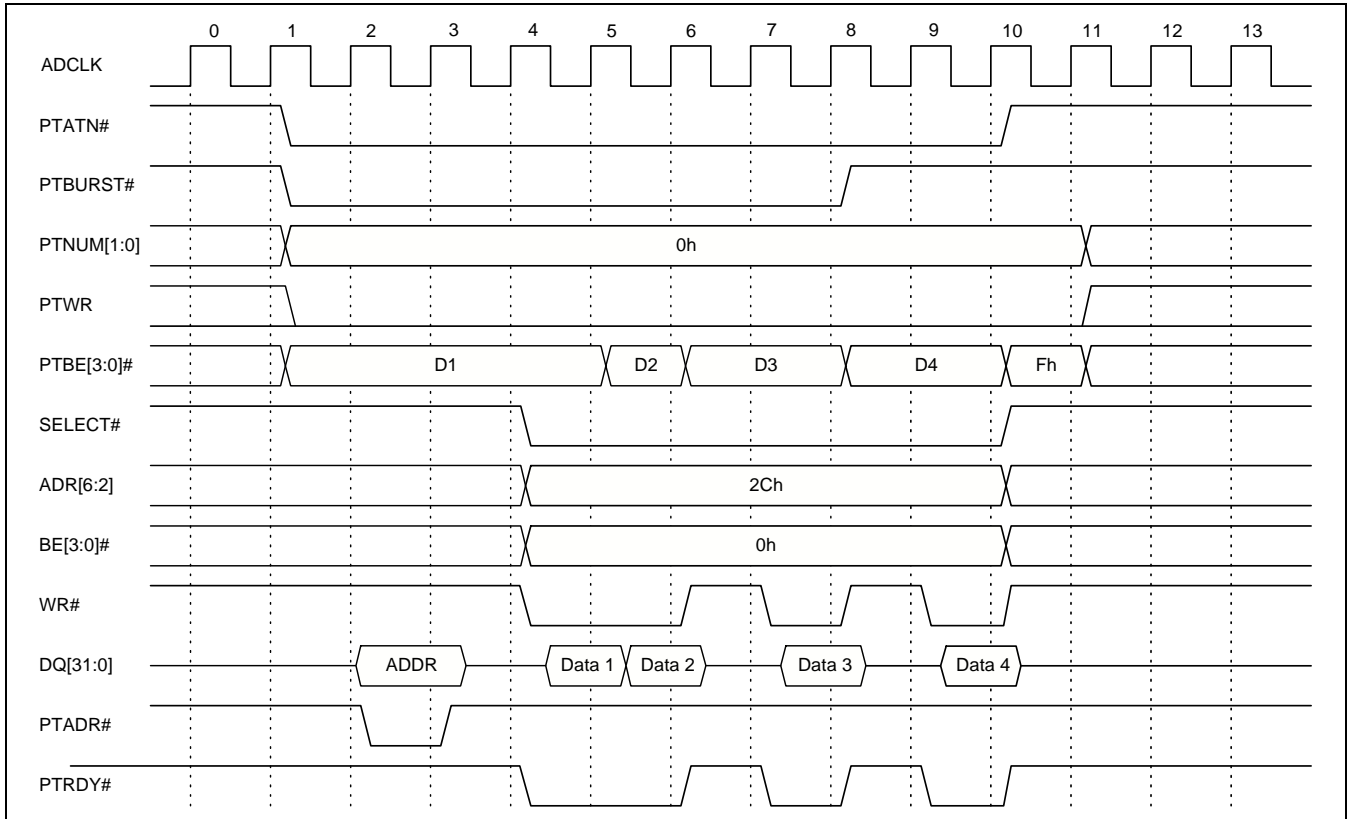 0 1 2 3 4 5 6 7 8 9 10 11 12 13
ADCLK
PTATN#
PTBURST#
PTNUM[1:0] 0h
PTWR
PTBE[3:0]# D1 D2 D3 D4 Fh
SELECT#
ADR[6:2] 2Ch
BE[3:0]# 0h
WR#
DQ[31:0] ADDR Data 1 Data 2 Data 3 Data 4
PTADR#
PTRDY#